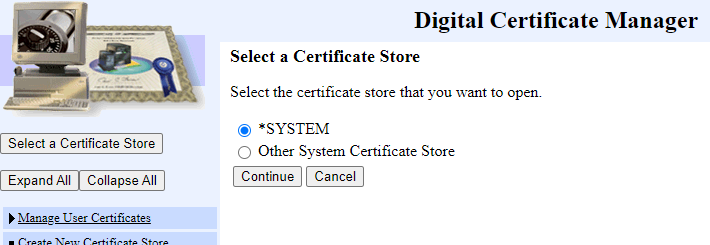 Digital Certificate Manager
Select a Certificate Store
Select the certificate store that you want to open.
*SYSTEM
Other System Certificate Store
Continue Cancel
Select a Certificate Store
Expand All Collapse All
Manage User Certificates
Create New Certificate Store